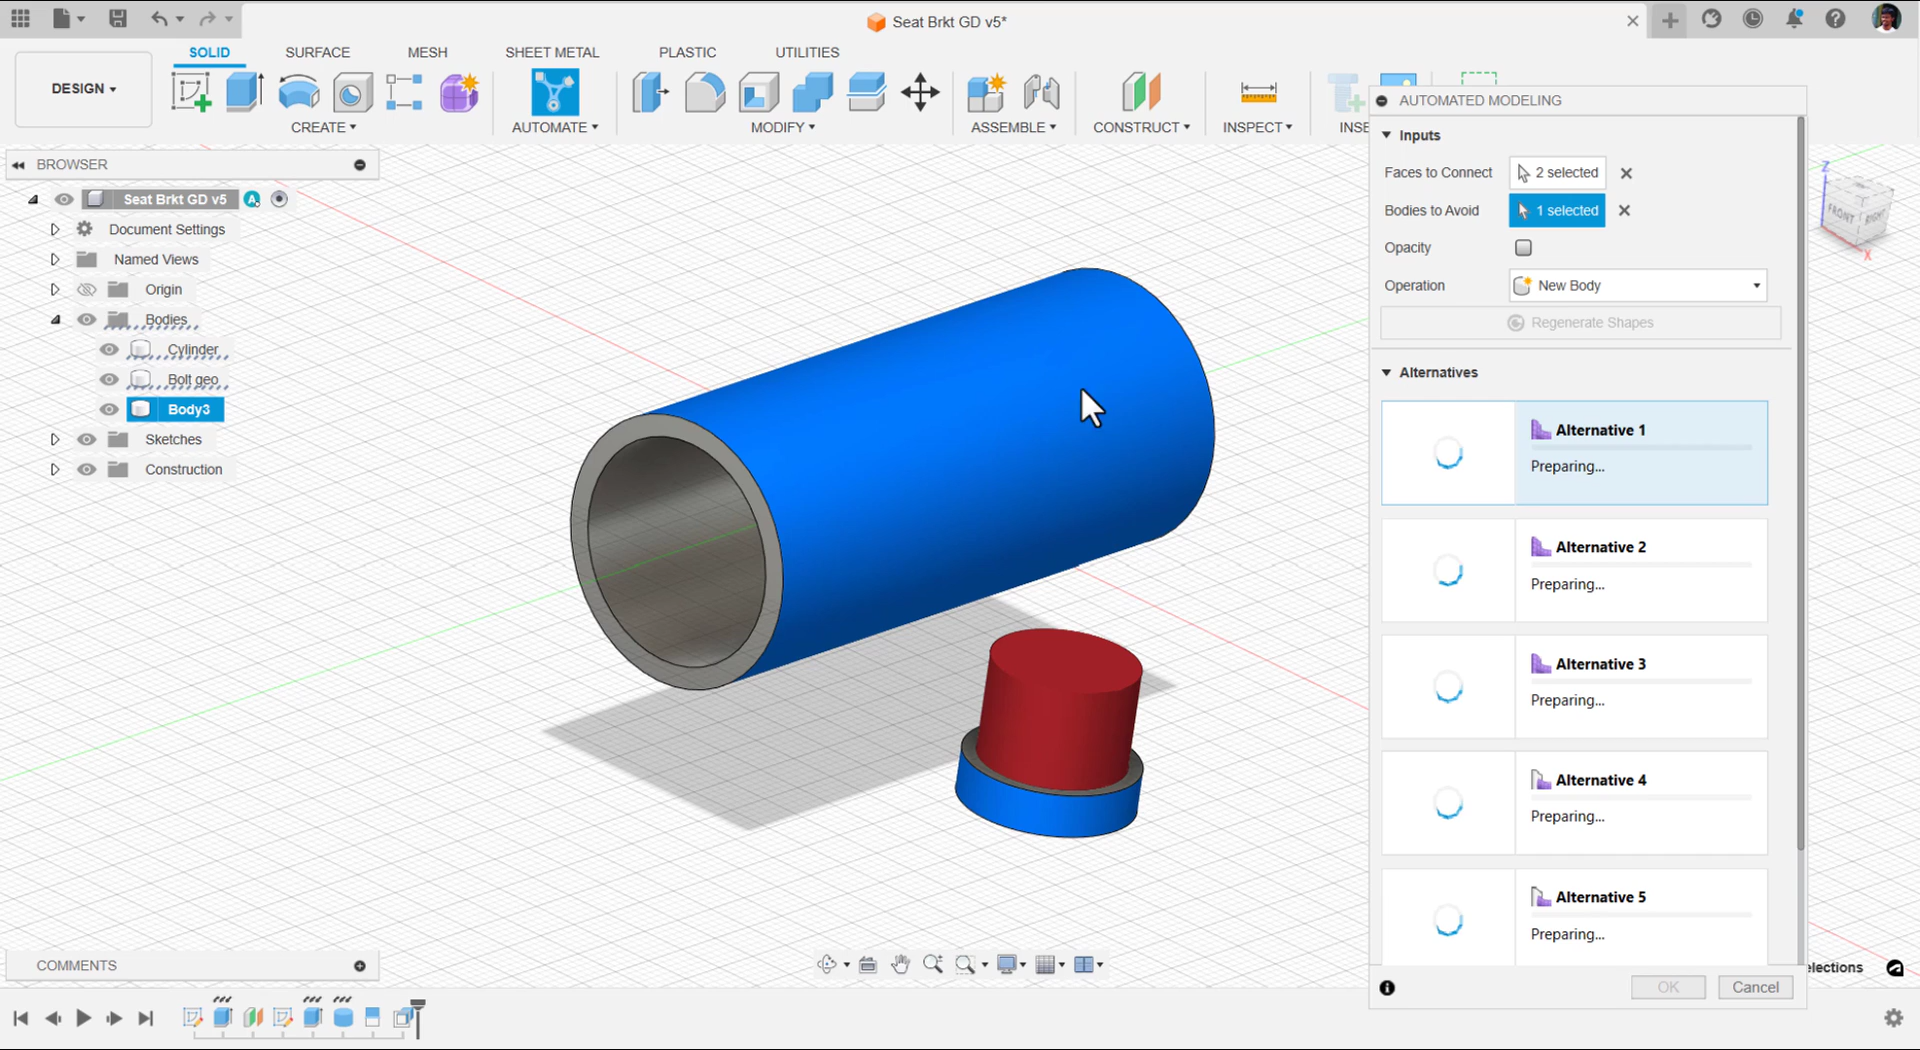 Seat Brkt GD v5*
DESIGN
SOLID
SURFACE
MESH
SHEET METAL
PLASTIC
UTILITIES
CREATE
AUTOMATE
MODIFY
ASSEMBLE
CONSTRUCT
INSPECT
INSE
BROWSER
Seat Brkt GD v5
Document Settings
Named Views
Origin
Bodies
Cylinder
Bolt geo
Body3
Sketches
Construction
AUTOMATED MODELING
Inputs
Faces to Connect 2 selected
Bodies to Avoid 1 selected
Opacity
Operation New Body
Regenerate Shapes
Alternatives
Alternative 1
Preparing...
Alternative 2
Preparing...
Alternative 3
Preparing...
Alternative 4
Preparing...
Alternative 5
Preparing...
OK Cancel
Z
FRONT RIGHT
X
COMMENTS
elections